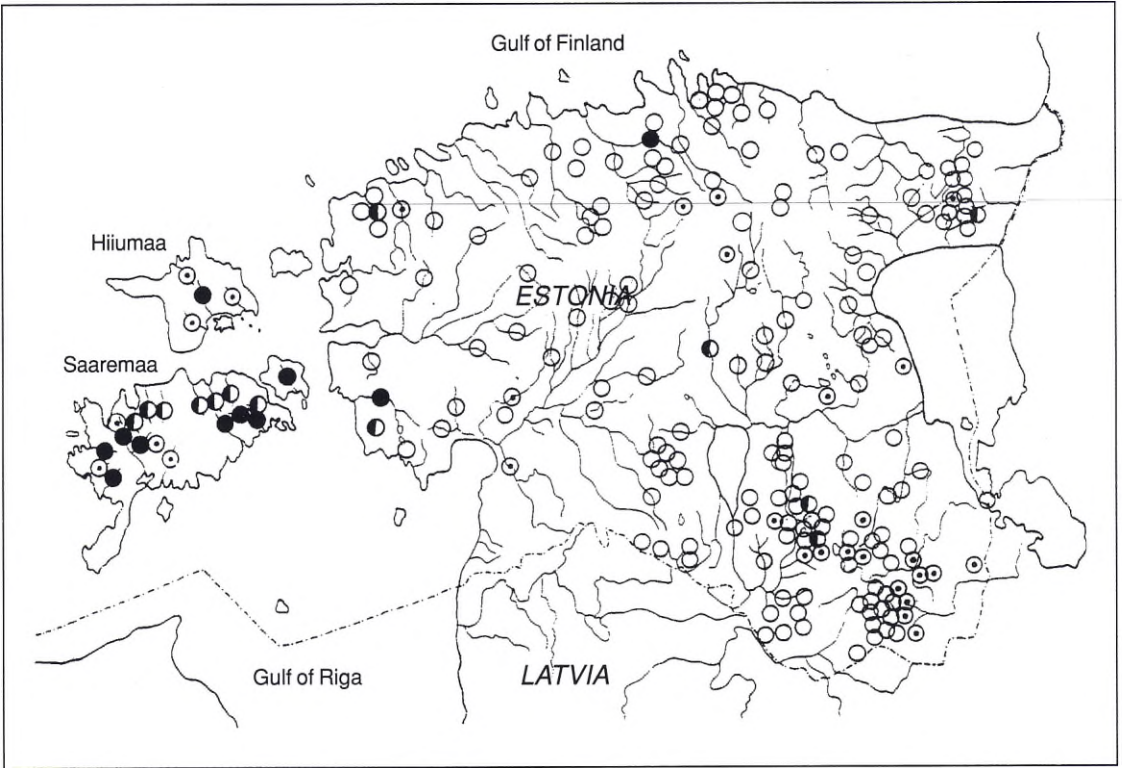 Gulf of Finland
Hiiumaa
ESTONIA
Saaremaa
Gulf of Riga
LATVIA